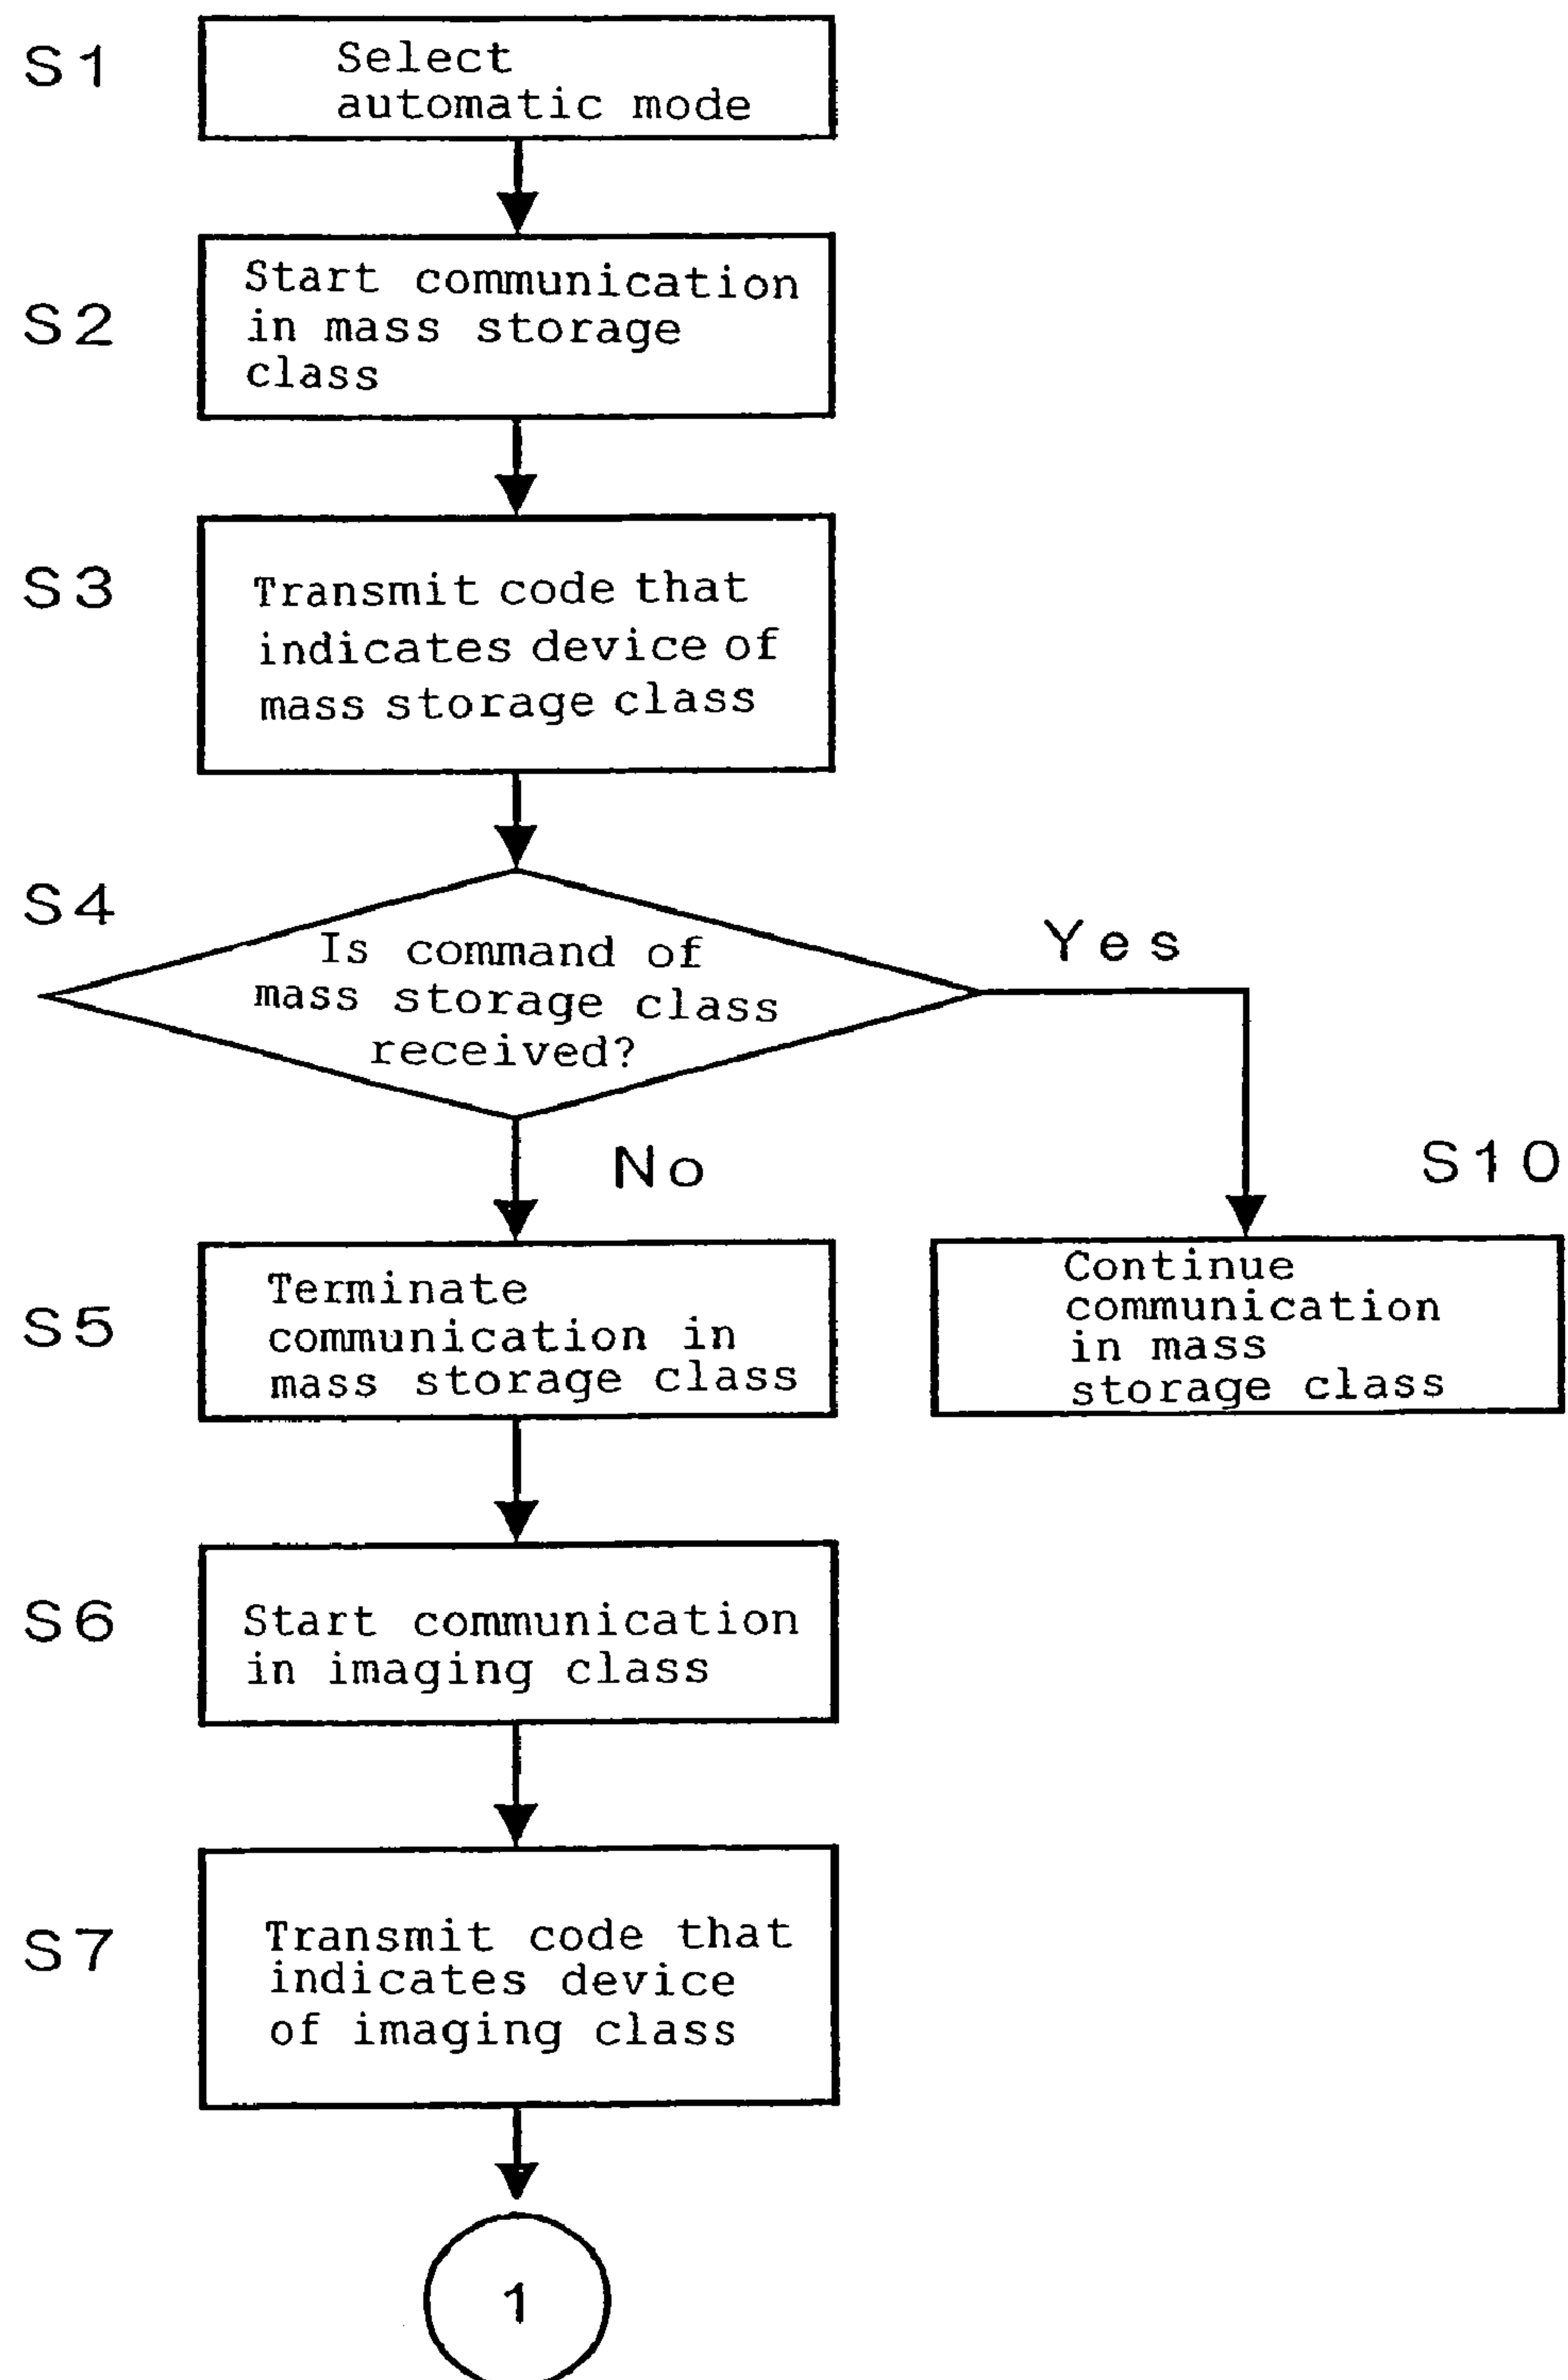 S1
Select
automatic mode
S2
Start communication
in mass storage
class
S3
Transmit code that
indicates device of
mass storage class
S4
Is command of
mass storage class
received?
Yes
No
S10
S5
Terminate
communication in
mass storage class
Continue
communication
in mass
storage class
S6
Start communication
in imaging class
S7
Transmit code that
indicates device
of imaging class
1